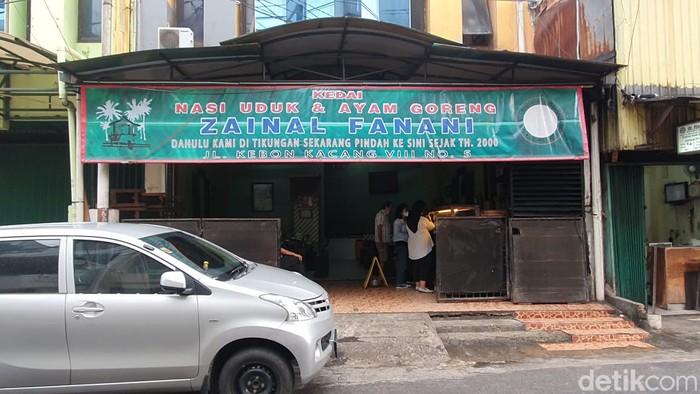 KEDAI
NASI UDUK & AYAM GORENG
ZAINAL FANANI
DAHULU KAMI DI TIKUNGAN SEKARANG PINDAH KE SINI SEJAK TH. 2000
JL. KEBON KACANG VIII NO. 5
detikcom